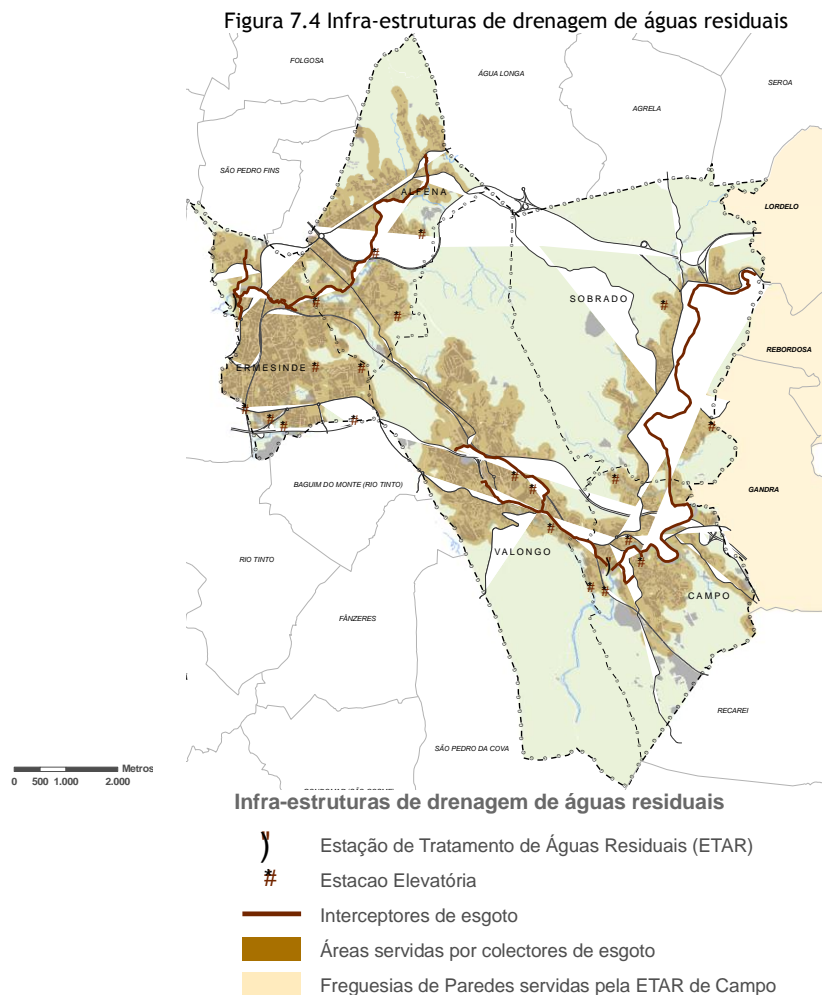 Figura 7.4 Infra-estruturas de drenagem de águas residuais
FOLGOSA
ÁGUA LONGA
SEROA
AGRELA
SÃO PEDRO FINS
ALFENA
LORDELO
SOBRADO
REBORDOSA
ERMESINDE
BAGUIM DO MONTE (RIO TINTO)
GANDRA
VALONGO
RIO TINTO
CAMPO
FÂNZERES
RECAREI
SÃO PEDRO DA COVA
Metros
0 500 1.000 2.000
Infra-estruturas de drenagem de águas residuais
Estação de Tratamento de Águas Residuais (ETAR)
# Estacao Elevatória
Interceptores de esgoto
Áreas servidas por colectores de esgoto
Freguesias de Paredes servidas pela ETAR de Campo